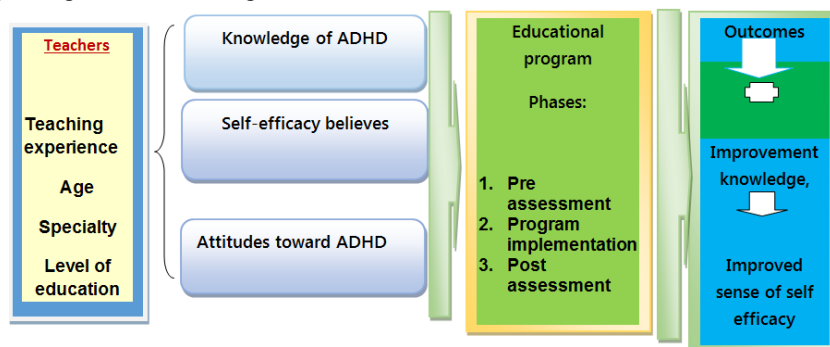 Teachers
Teaching
experience
Age
Specialty
Level of
education
Knowledge of ADHD
Self-efficacy believes
Attitudes toward ADHD
Educational
program
Phases:
1. Pre
assessment
2. Program
implementation
3. Post
assessment
Outcomes
Improvement
knowledge,
Improved
sense of self
efficacy